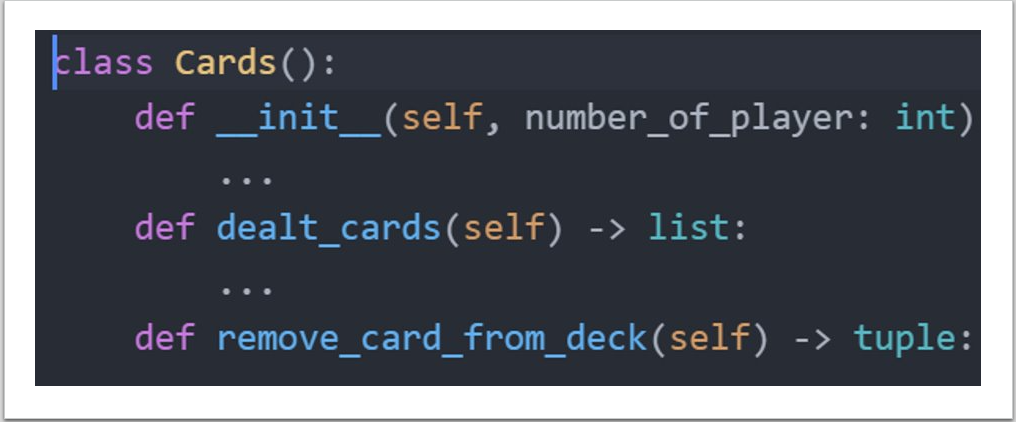 class Cards():
    def __init__(self, number_of_player: int)
        ...
    def dealt_cards(self) -> list:
        ...
    def remove_card_from_deck(self) -> tuple: